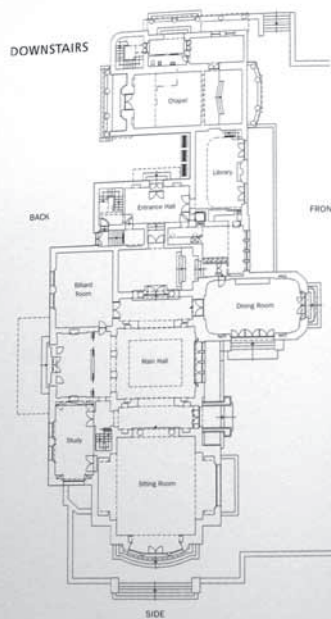 DOWNSTAIRS
Chapel
Library
Entrance Hall
BACK
FRON
Billiard
Room
Dining Room
Main Hall
Study
Sitting Room
SIDE